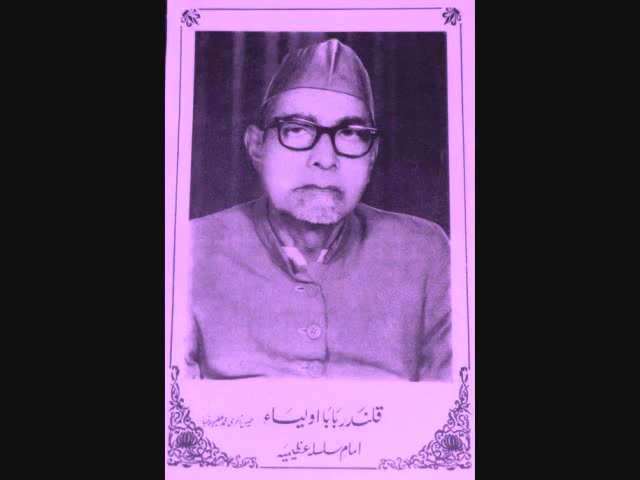 قلندر بابا اولیاء
امام سلسلہ عظیمیہ